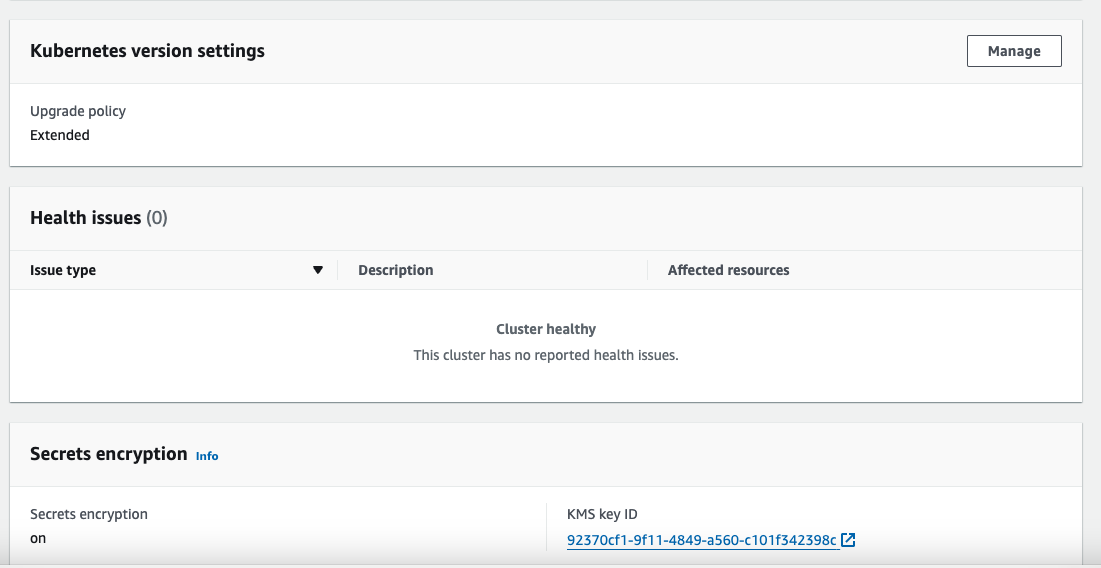 Kubernetes version settings
Manage
Upgrade policy
Extended
Health issues (0)
Issue type Description Affected resources
Cluster healthy
This cluster has no reported health issues.
Secrets encryption Info
Secrets encryption
on
KMS key ID
92370cf1-9f11-4849-a560-c101f342398c